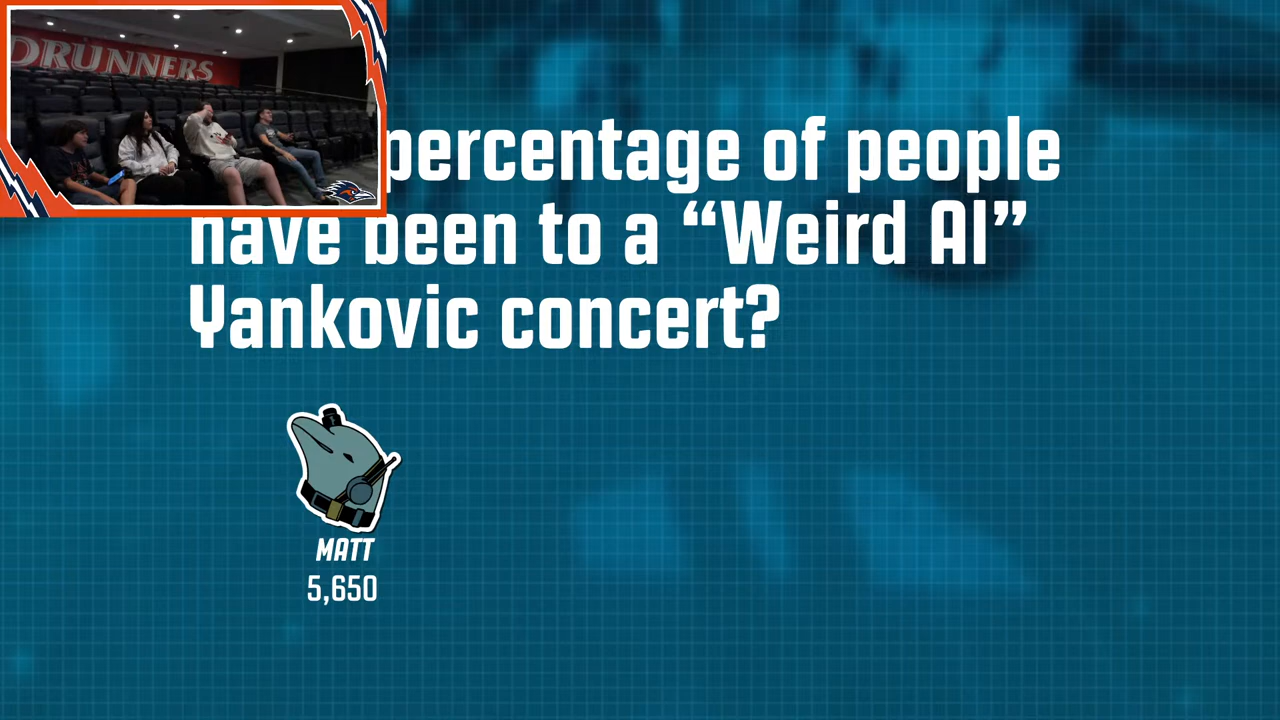 DRUNNERS
percentage of people
have been to a “Weird Al”
Yankovic concert?
MATT
5,650